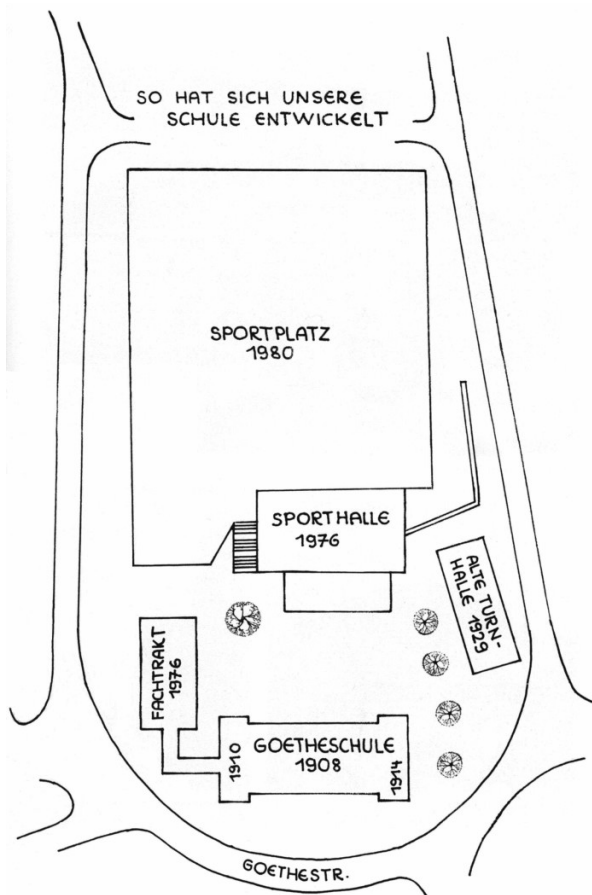 SO HAT SICH UNSERE
SCHULE ENTWICKELT
SPORTPLATZ
1980
SPORTHALLE
1976
ALTE TURN-
HALLE 1929
FACHTRAKT
1976
1910
GOETHESCHULE
1908
1914
GOETHESTR.